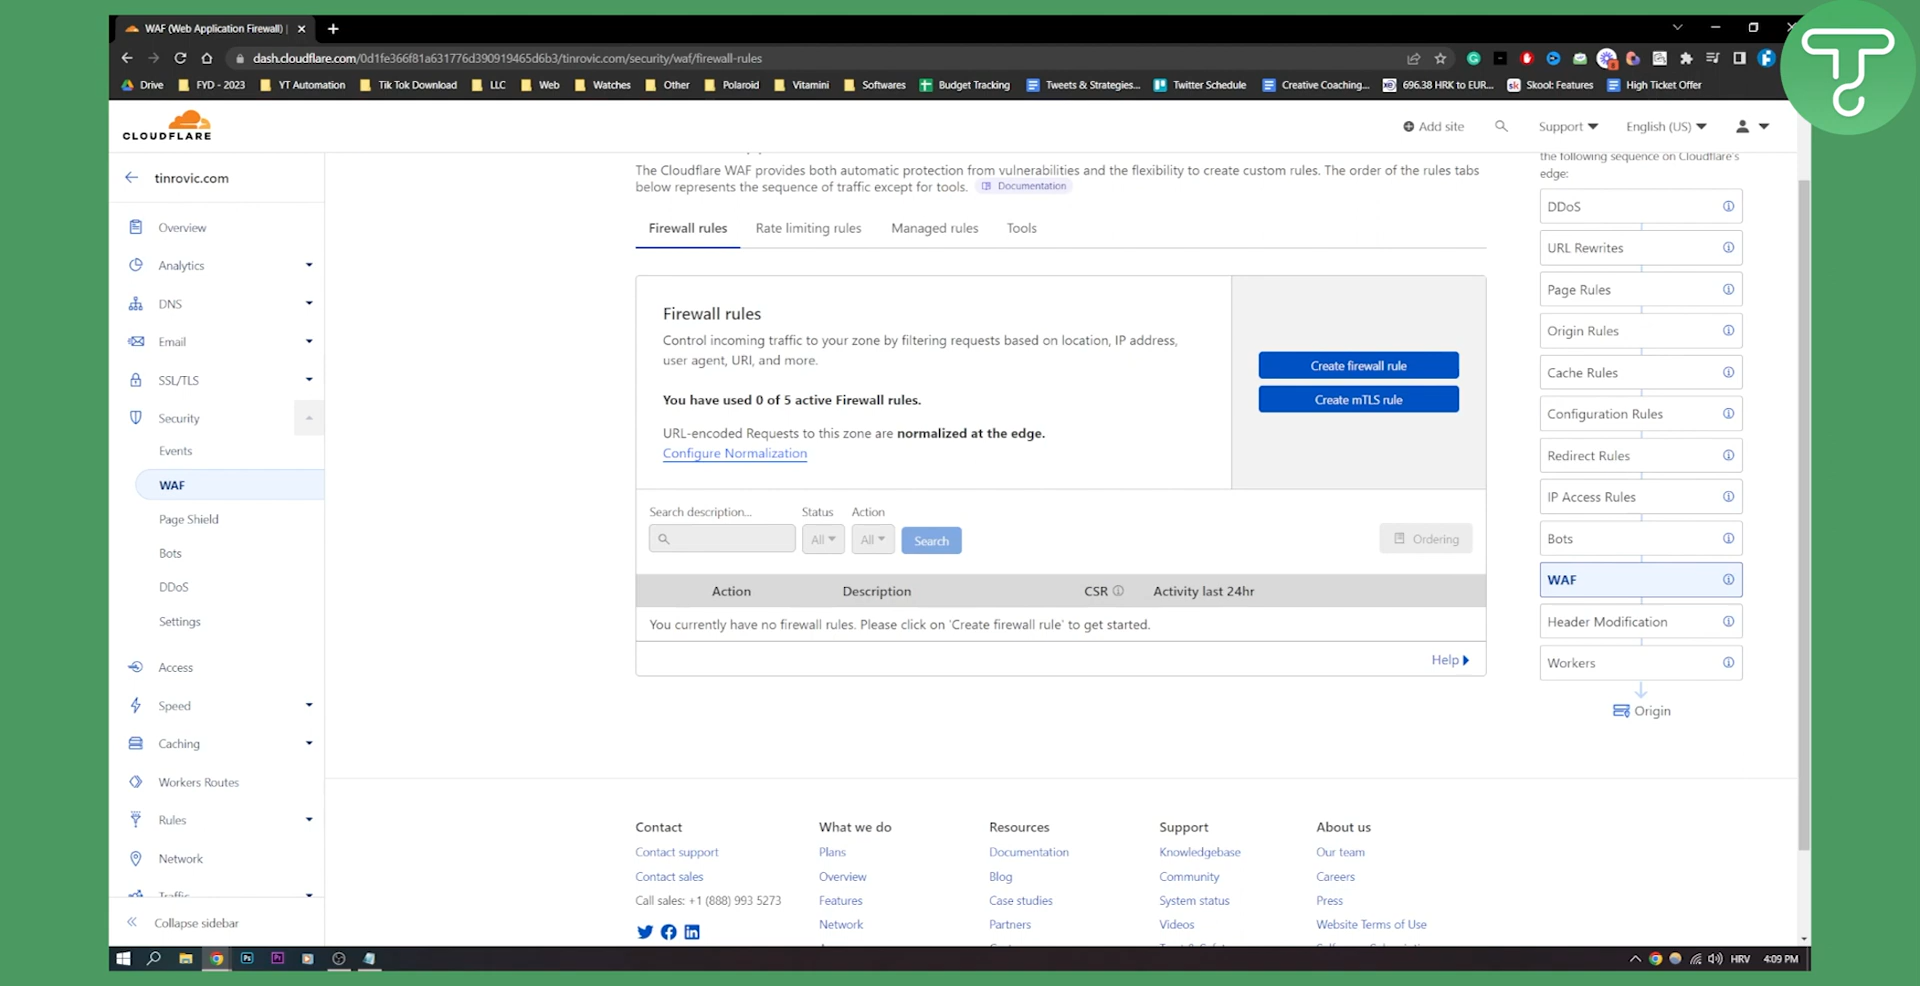 WAF (Web Application Firewall) |
dash.cloudflare.com/0d1fe366f81a631776d390919465d6b3/tinrovic.com/security/waf/firewall-rules
Drive FYD - 2023 YT Automation Tik Tok Download LLC Web Watches Other Polaroid Vitamini Softwares Budget Tracking Tweets & Strategies... Twitter Schedule Creative Coaching... 696.38 HRK to EUR... Skool: Features High Ticket Offer
CLOUDFLARE
Add site Support English (US)
tinrovic.com
Overview
Analytics
DNS
Email
SSL/TLS
Security
Events
WAF
Page Shield
Bots
DDoS
Settings
Access
Speed
Caching
Workers Routes
Rules
Network
Traffic
Collapse sidebar
The Cloudflare WAF provides both automatic protection from vulnerabilities and the flexibility to create custom rules. The order of the rules tabs
below represents the sequence of traffic except for tools. Documentation
Firewall rules Rate limiting rules Managed rules Tools
Firewall rules
Control incoming traffic to your zone by filtering requests based on location, IP address,
user agent, URI, and more.
You have used 0 of 5 active Firewall rules.
URL-encoded Requests to this zone are normalized at the edge.
Configure Normalization
Create firewall rule
Create mTLS rule
Search description... Status Action
All All Search Ordering
Action Description CSR Activity last 24hr
You currently have no firewall rules. Please click on 'Create firewall rule' to get started.
Help
the following sequence on Cloudflare's
edge:
DDoS
URL Rewrites
Page Rules
Origin Rules
Cache Rules
Configuration Rules
Redirect Rules
IP Access Rules
Bots
WAF
Header Modification
Workers
Origin
Contact
Contact support
Contact sales
Call sales: +1 (888) 993 5273
What we do
Plans
Overview
Features
Network
Resources
Documentation
Blog
Case studies
Partners
Support
Knowledgebase
Community
System status
Videos
About us
Our team
Careers
Press
Website Terms of Use
HRV 4:09 PM